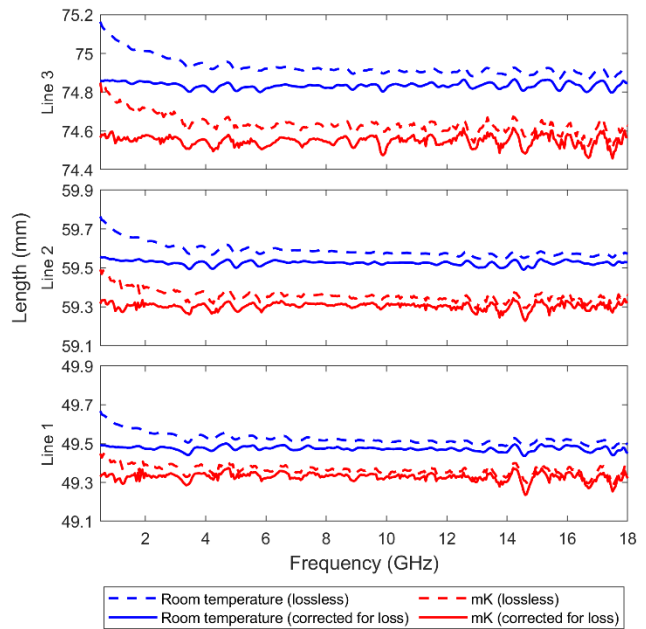 75.2
75
74.8
74.6
74.4
Line 3
59.9
59.7
59.5
59.3
59.1
Line 2
Length (mm)
49.9
49.7
49.5
49.3
49.1
Line 1
2 4 6 8 10 12 14 16 18
Frequency (GHz)
Room temperature (lossless) mK (lossless)
Room temperature (corrected for loss) mK (corrected for loss)